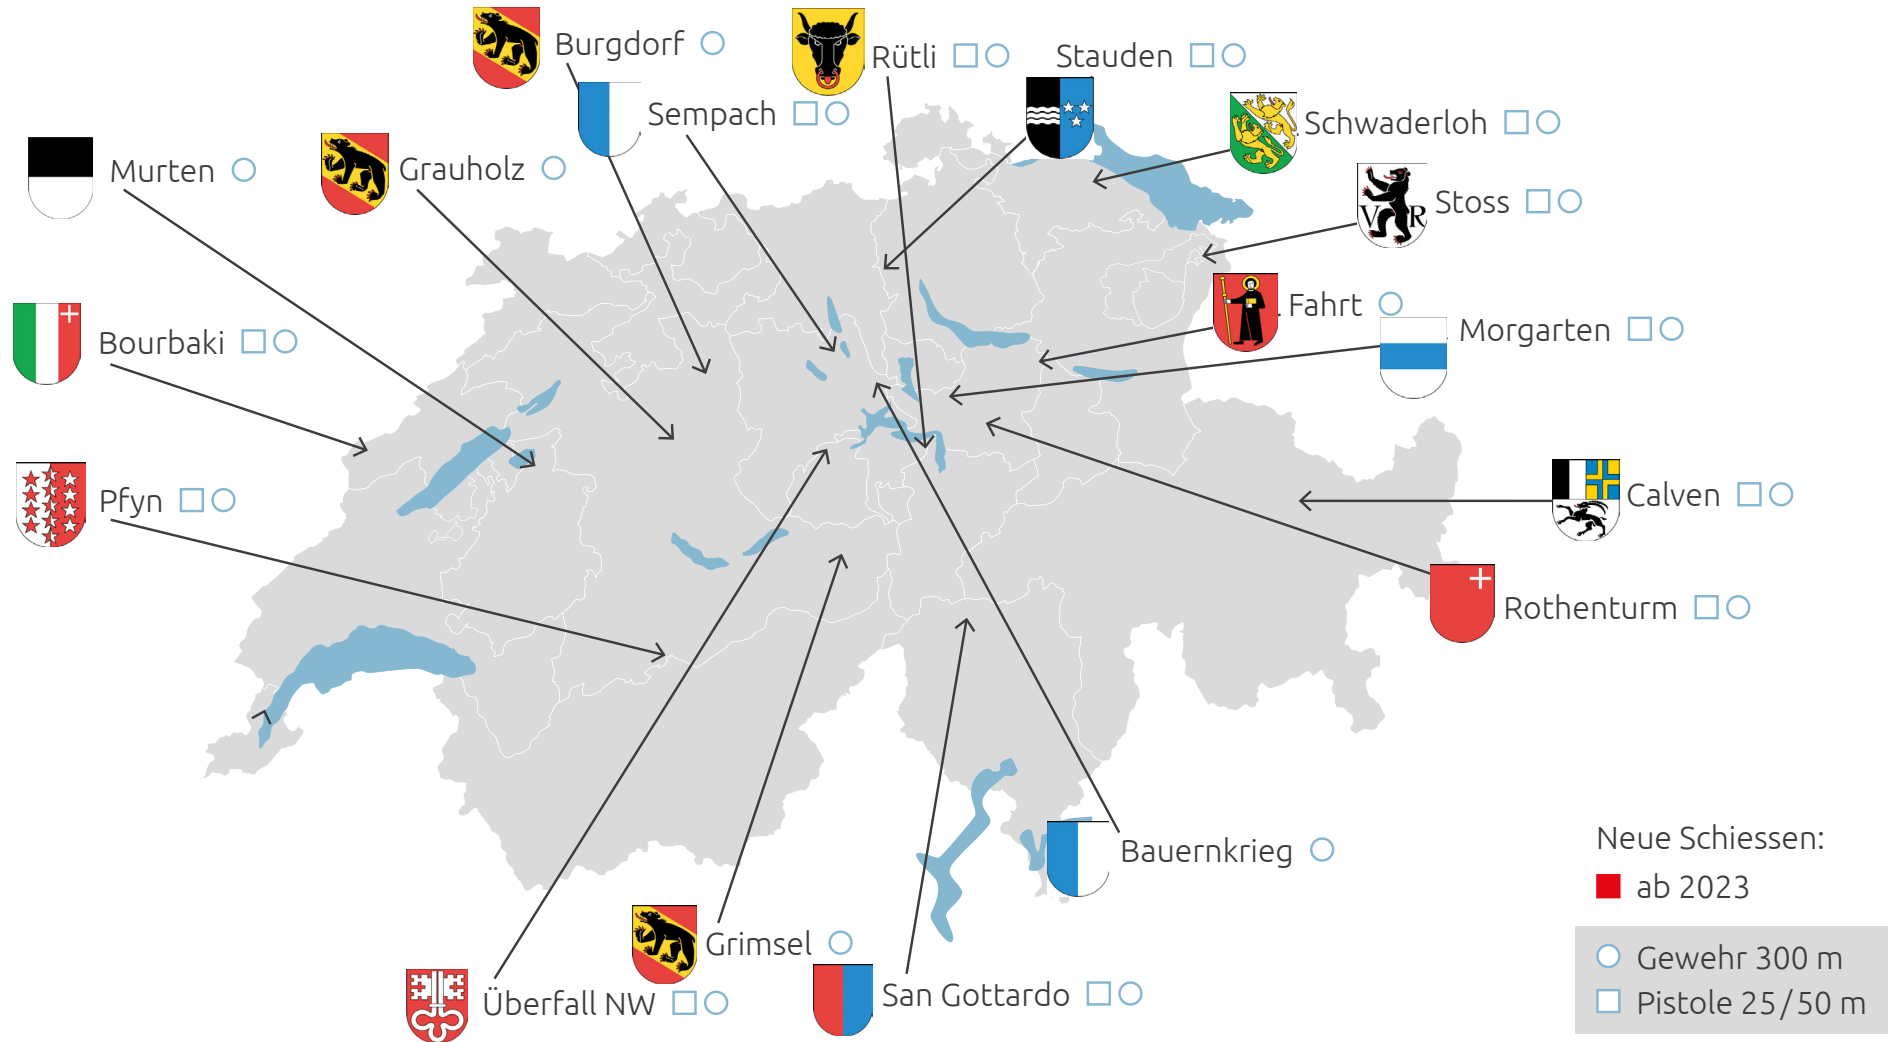 Burgdorf
Rütli
Stauden
Sempach
Schwaderloh
Murten
Grauholz
Stoss
V R
Fahrt
Morgarten
Bourbaki
Pfyn
Calven
Rothenturm
Bauernkrieg
Grimsel
San Gottardo
Überfall NW
Neue Schiessen:
ab 2023
Gewehr 300 m
Pistole 25/50 m